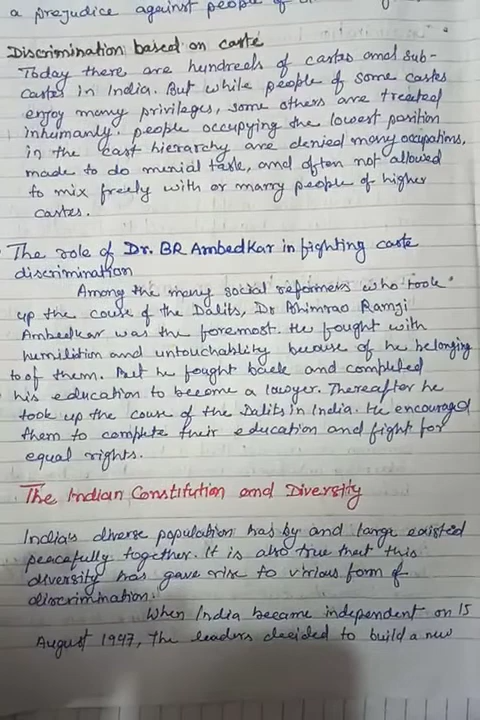 a prejudice against people of
Discrimination based on caste
Today there are hundreds of castes and sub-
castes in India. But while people of some castes
enjoy many privileges, some others are treated
inhumanly. people occupying the lowest position
in the cast hierarchy are denied many occupations,
made to do menial task, and often not allowed
to mix freely with or marry people of higher
castes.
The role of Dr. BR Ambedkar in fighting caste
discrimination
Among the many social reformers who took
up the couse of the Dalits, Dr Bhimrao Ramji
Ambedkar was the foremost. He fought with
humilition and untouchablity because of he belonging
to of them. But he fought back and completed
his education to become a lawyer. Thereafter he
took up the couse of the Dalits in India. He encouraged
them to complete their education and fight for
equal rights.
The Indian Constitution and Diversity
India's diverse population has by and large existed
peacefully together. It is also true that this
diversity has gave rise to virious form of
discrimination.
When India became independent on 15
August 1947, The leaders decided to build a new